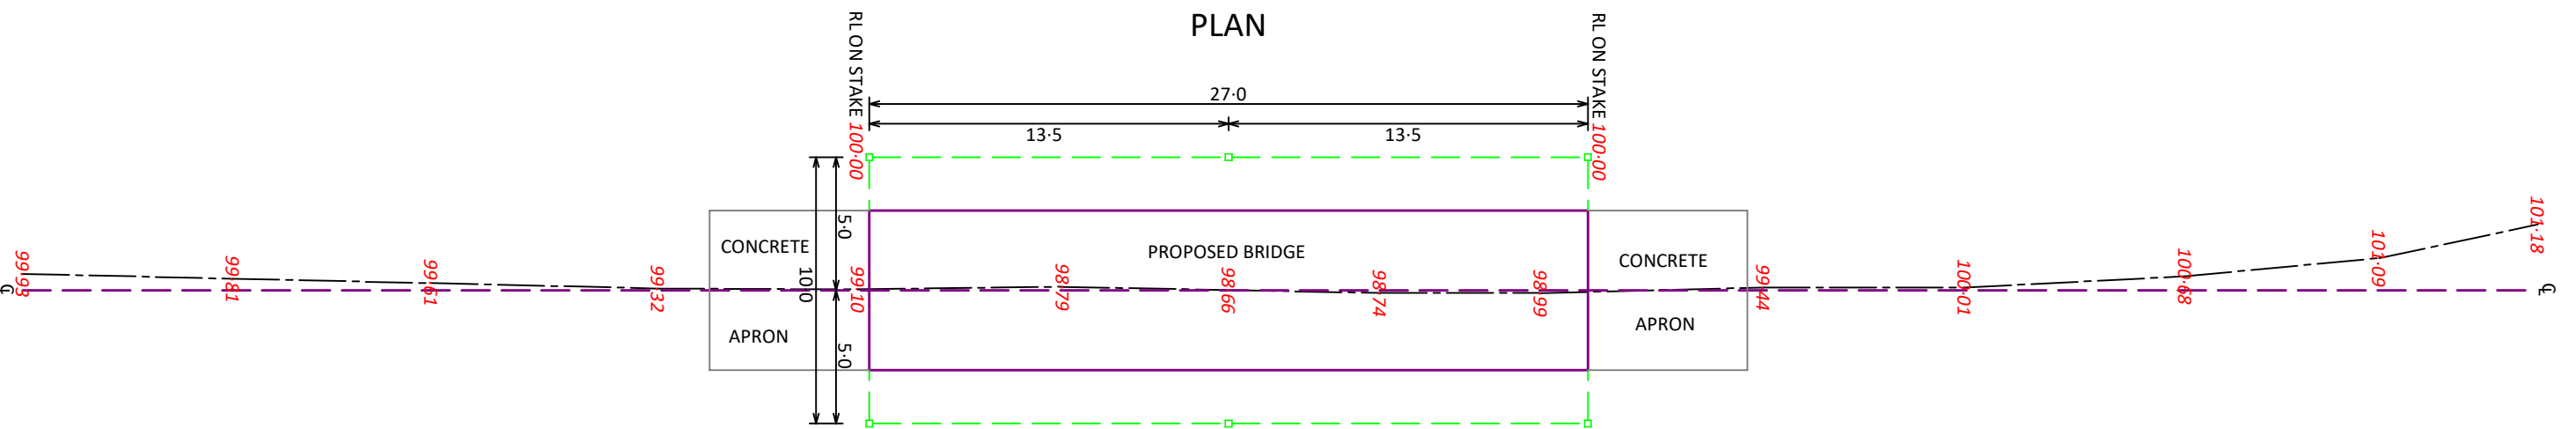 PLAN
RL ON STAKE 100·00
RL ON STAKE 100·00
27·0
13·5
13·5
5·0
10·0
5·0
CONCRETE
APRON
PROPOSED BRIDGE
CONCRETE
APRON
℄
99·93
99·81
99·61
99·32
99·10
98·79
98·66
98·74
98·99
99·44
100·01
100·68
101·09
101·18
℄